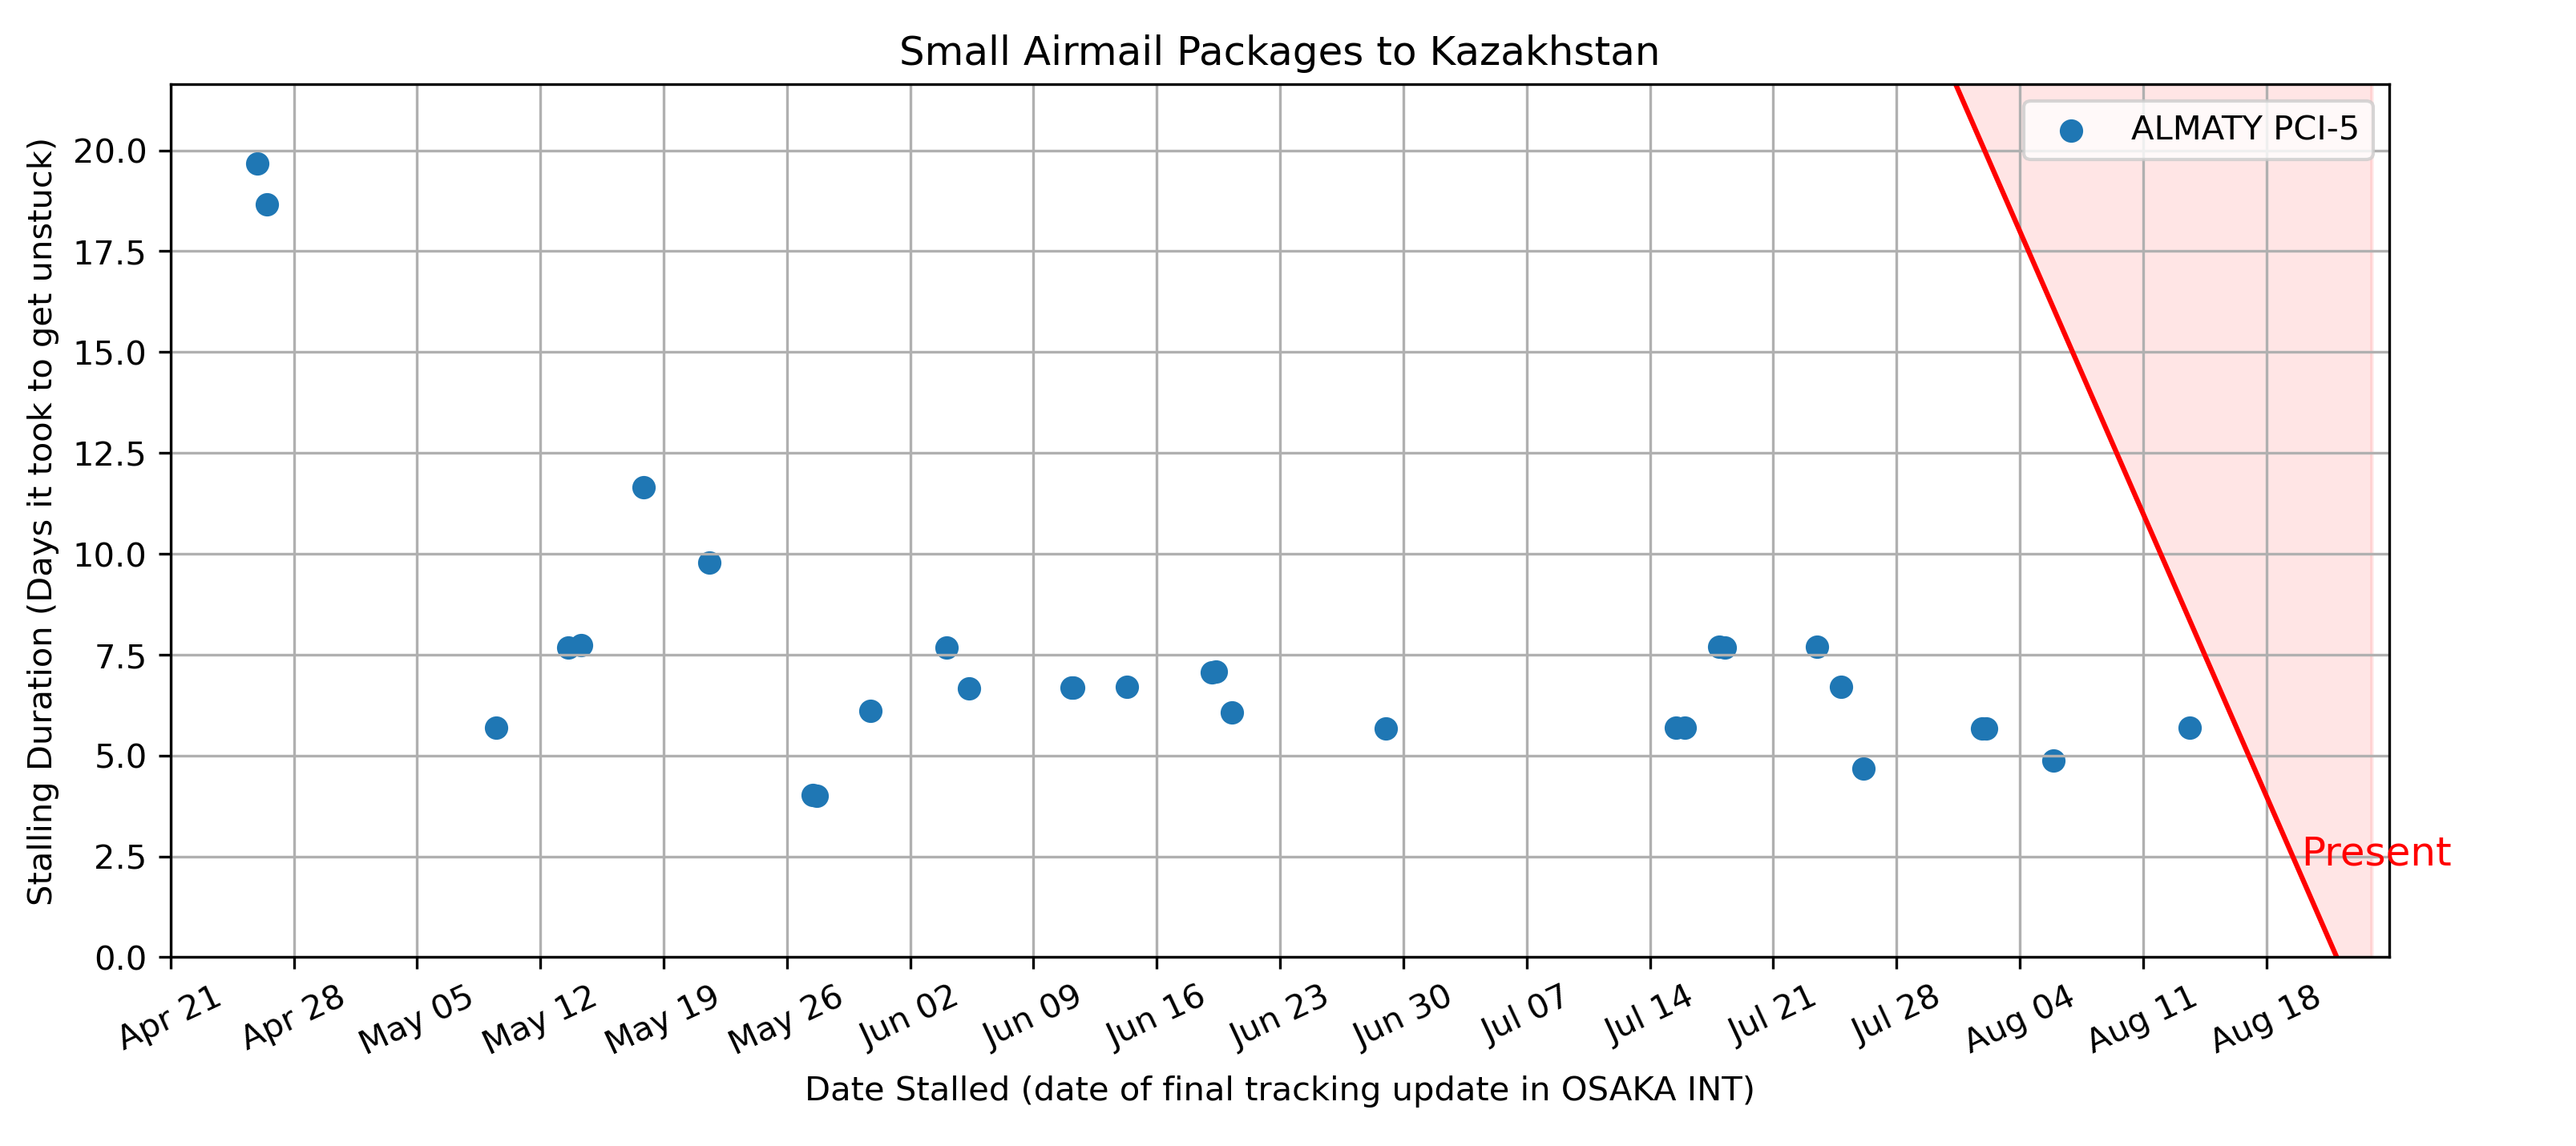 Small Airmail Packages to Kazakhstan
ALMATY PCI-5
Stalling Duration (Days it took to get unstuck)
20.0
17.5
15.0
12.5
10.0
7.5
5.0
2.5
0.0
Present
Apr 21
Apr 28
May 05
May 12
May 19
May 26
Jun 02
Jun 09
Jun 16
Jun 23
Jun 30
Jul 07
Jul 14
Jul 21
Jul 28
Aug 04
Aug 11
Aug 18
Date Stalled (date of final tracking update in OSAKA INT)